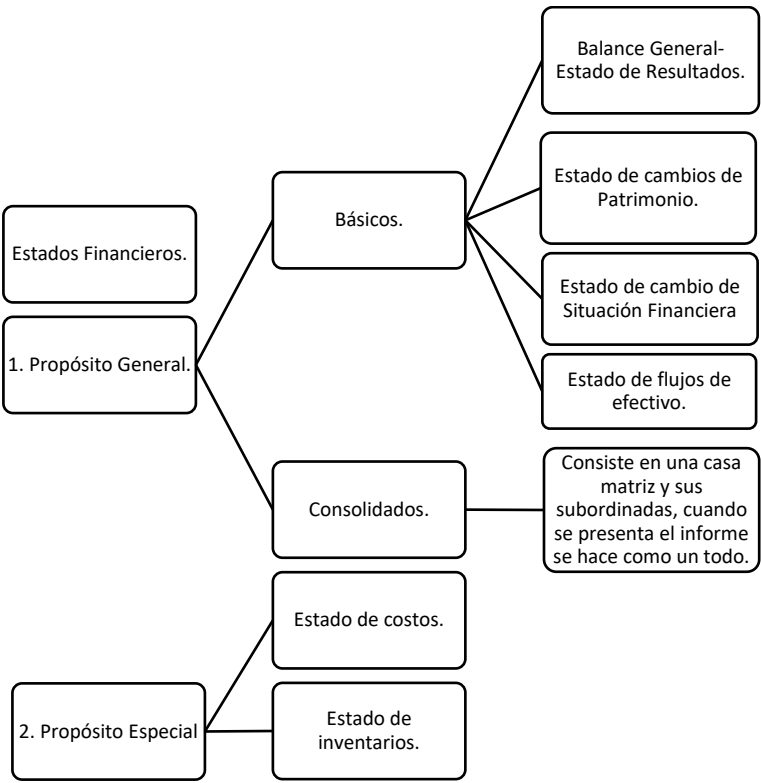 Estados Financieros.
1. Propósito General.
Básicos.
Balance General-
Estado de Resultados.
Estado de cambios de
Patrimonio.
Estado de cambio de
Situación Financiera
Estado de flujos de
efectivo.
Consolidados.
Consiste en una casa
matriz y sus
subordinadas, cuando
se presenta el informe
se hace como un todo.
2. Propósito Especial
Estado de costos.
Estado de
inventarios.